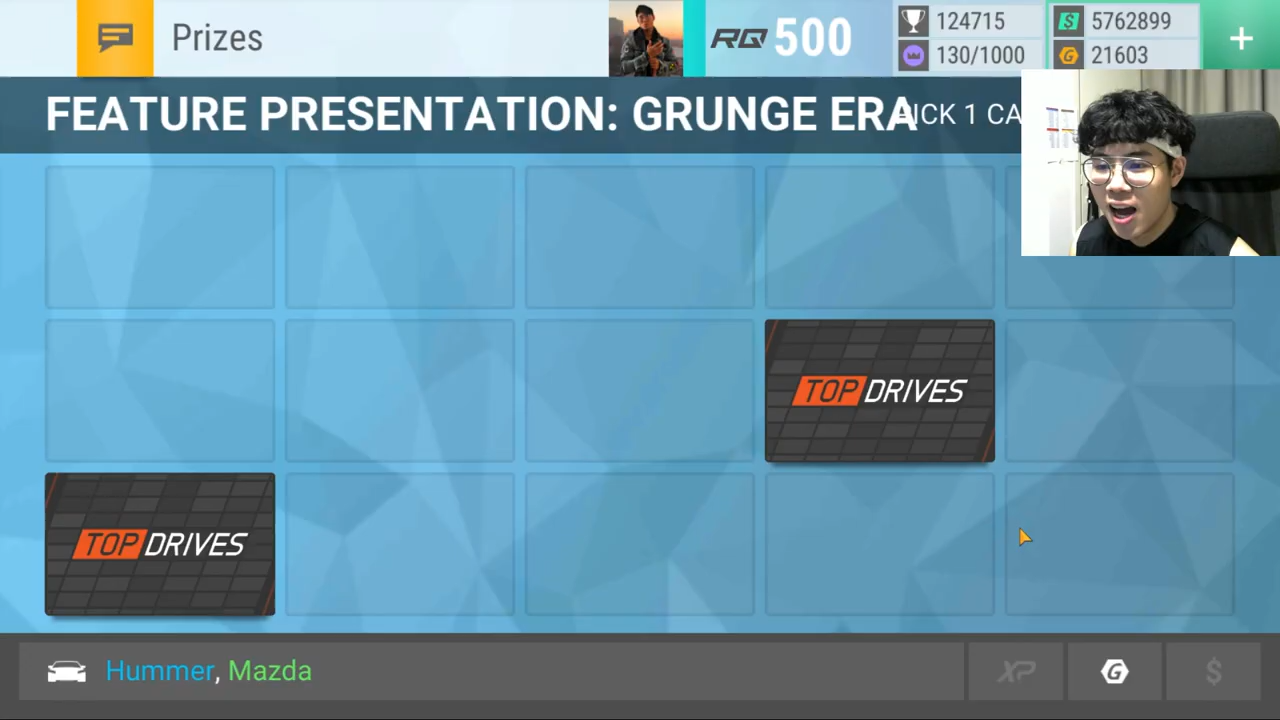 Prizes
RQ 500
124715
130/1000
$ 5762899
G 21603
+
FEATURE PRESENTATION: GRUNGE ERA
PICK 1 CA
TOP DRIVES
TOP DRIVES
Hummer, Mazda
XP
G
$